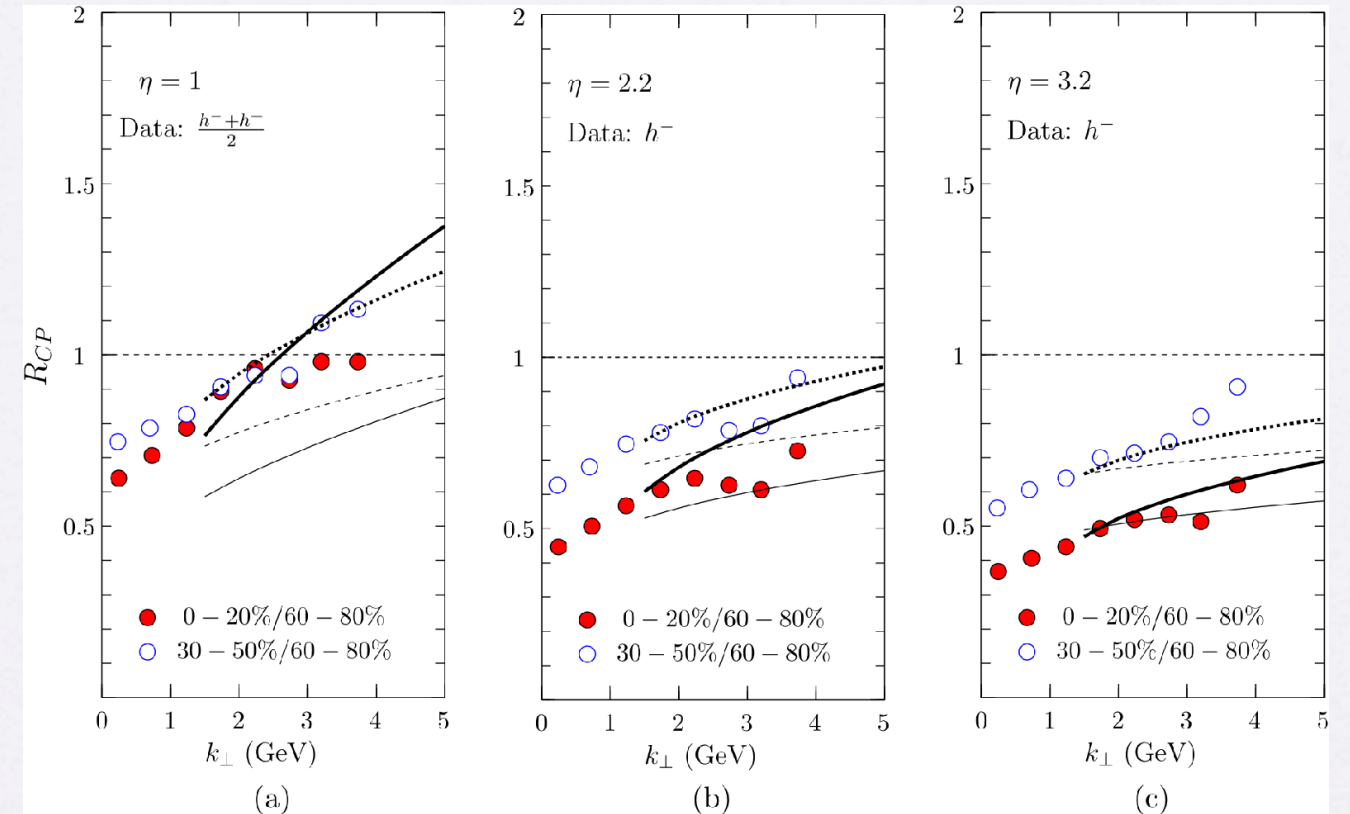 2
1.5
1
0.5
R_CP
η = 1
Data: (h⁻+h⁻)/2
0 – 20%/60 – 80%
30 – 50%/60 – 80%
0 1 2 3 4 5
k⊥ (GeV)
(a)
2
1.5
1
0.5
η = 2.2
Data: h⁻
0 – 20%/60 – 80%
30 – 50%/60 – 80%
0 1 2 3 4 5
k⊥ (GeV)
(b)
2
1.5
1
0.5
η = 3.2
Data: h⁻
0 – 20%/60 – 80%
30 – 50%/60 – 80%
0 1 2 3 4 5
k⊥ (GeV)
(c)